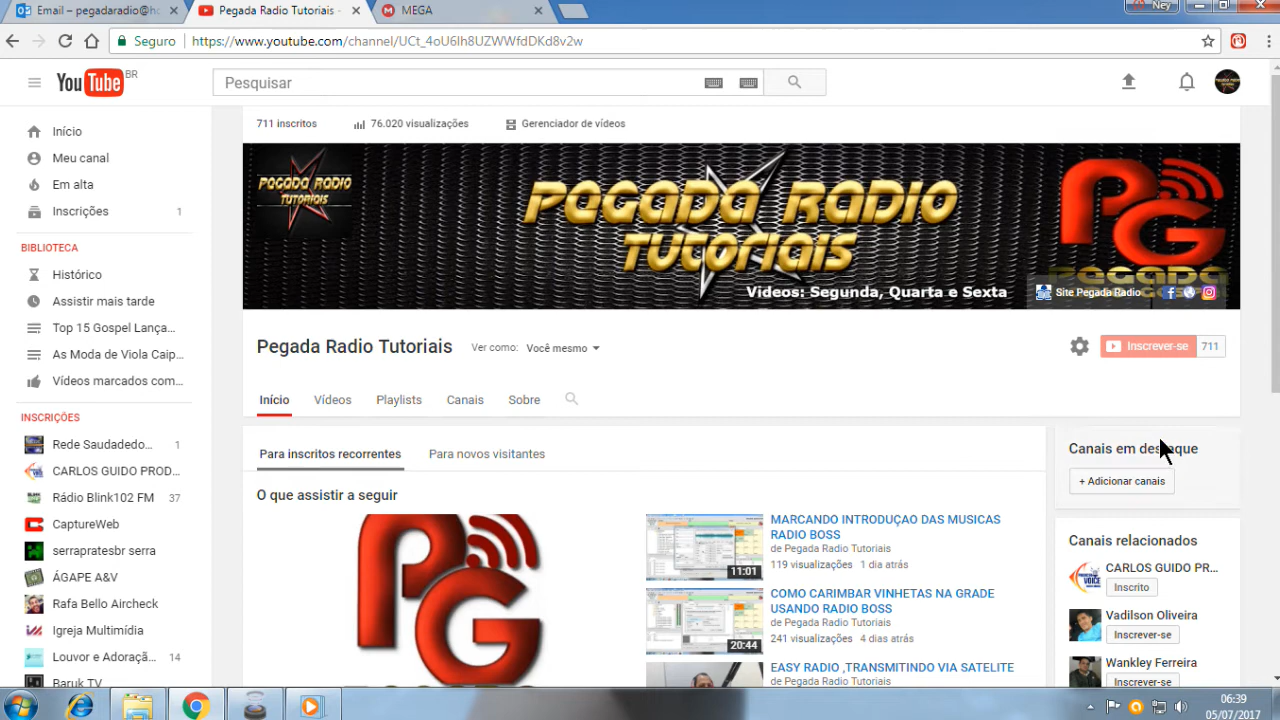 Email – pegadaradio@ho
Pegada Radio Tutoriais -
MEGA
Ney
Seguro
https://www.youtube.com/channel/UCt_4oU6Ih8UZWWfdDKd8v2w
YouTube BR
Pesquisar
711 inscritos
76.020 visualizações
Gerenciador de vídeos
Início
Meu canal
Em alta
Inscrições 1
BIBLIOTECA
Histórico
Assistir mais tarde
Top 15 Gospel Lança...
As Moda de Viola Caip...
Vídeos marcados com...
INSCRIÇÕES
Rede Saudadedo... 1
CARLOS GUIDO PROD...
Rádio Blink102 FM 37
CaptureWeb
serrapratesbr serra
ÁGAPE A&V
Rafa Bello Aircheck
Igreja Multimídia
Louvor e Adoraçã... 14
Baruk TV
PEGADA RADIO
TUTORIAIS
PEGADA RADIO
TUTORIAIS
Videos: Segunda, Quarta e Sexta
PG
PEGADA
Site Pegada Radio
Pegada Radio Tutoriais
Ver como: Você mesmo
Inscrever-se 711
Início
Vídeos
Playlists
Canais
Sobre
Para inscritos recorrentes
Para novos visitantes
O que assistir a seguir
PG
MARCANDO INTRODUÇAO DAS MUSICAS
RADIO BOSS
de Pegada Radio Tutoriais
119 visualizações 1 dia atrás
11:01
COMO CARIMBAR VINHETAS NA GRADE
USANDO RADIO BOSS
de Pegada Radio Tutoriais
241 visualizações 4 dias atrás
20:44
EASY RADIO ,TRANSMITINDO VIA SATELITE
de Pegada Radio Tutoriais
Canais em destaque
+ Adicionar canais
Canais relacionados
CARLOS GUIDO PR...
Inscrito
Vadilson Oliveira
Inscrever-se
Wankley Ferreira
Inscrever-se
06:39
05/07/2017